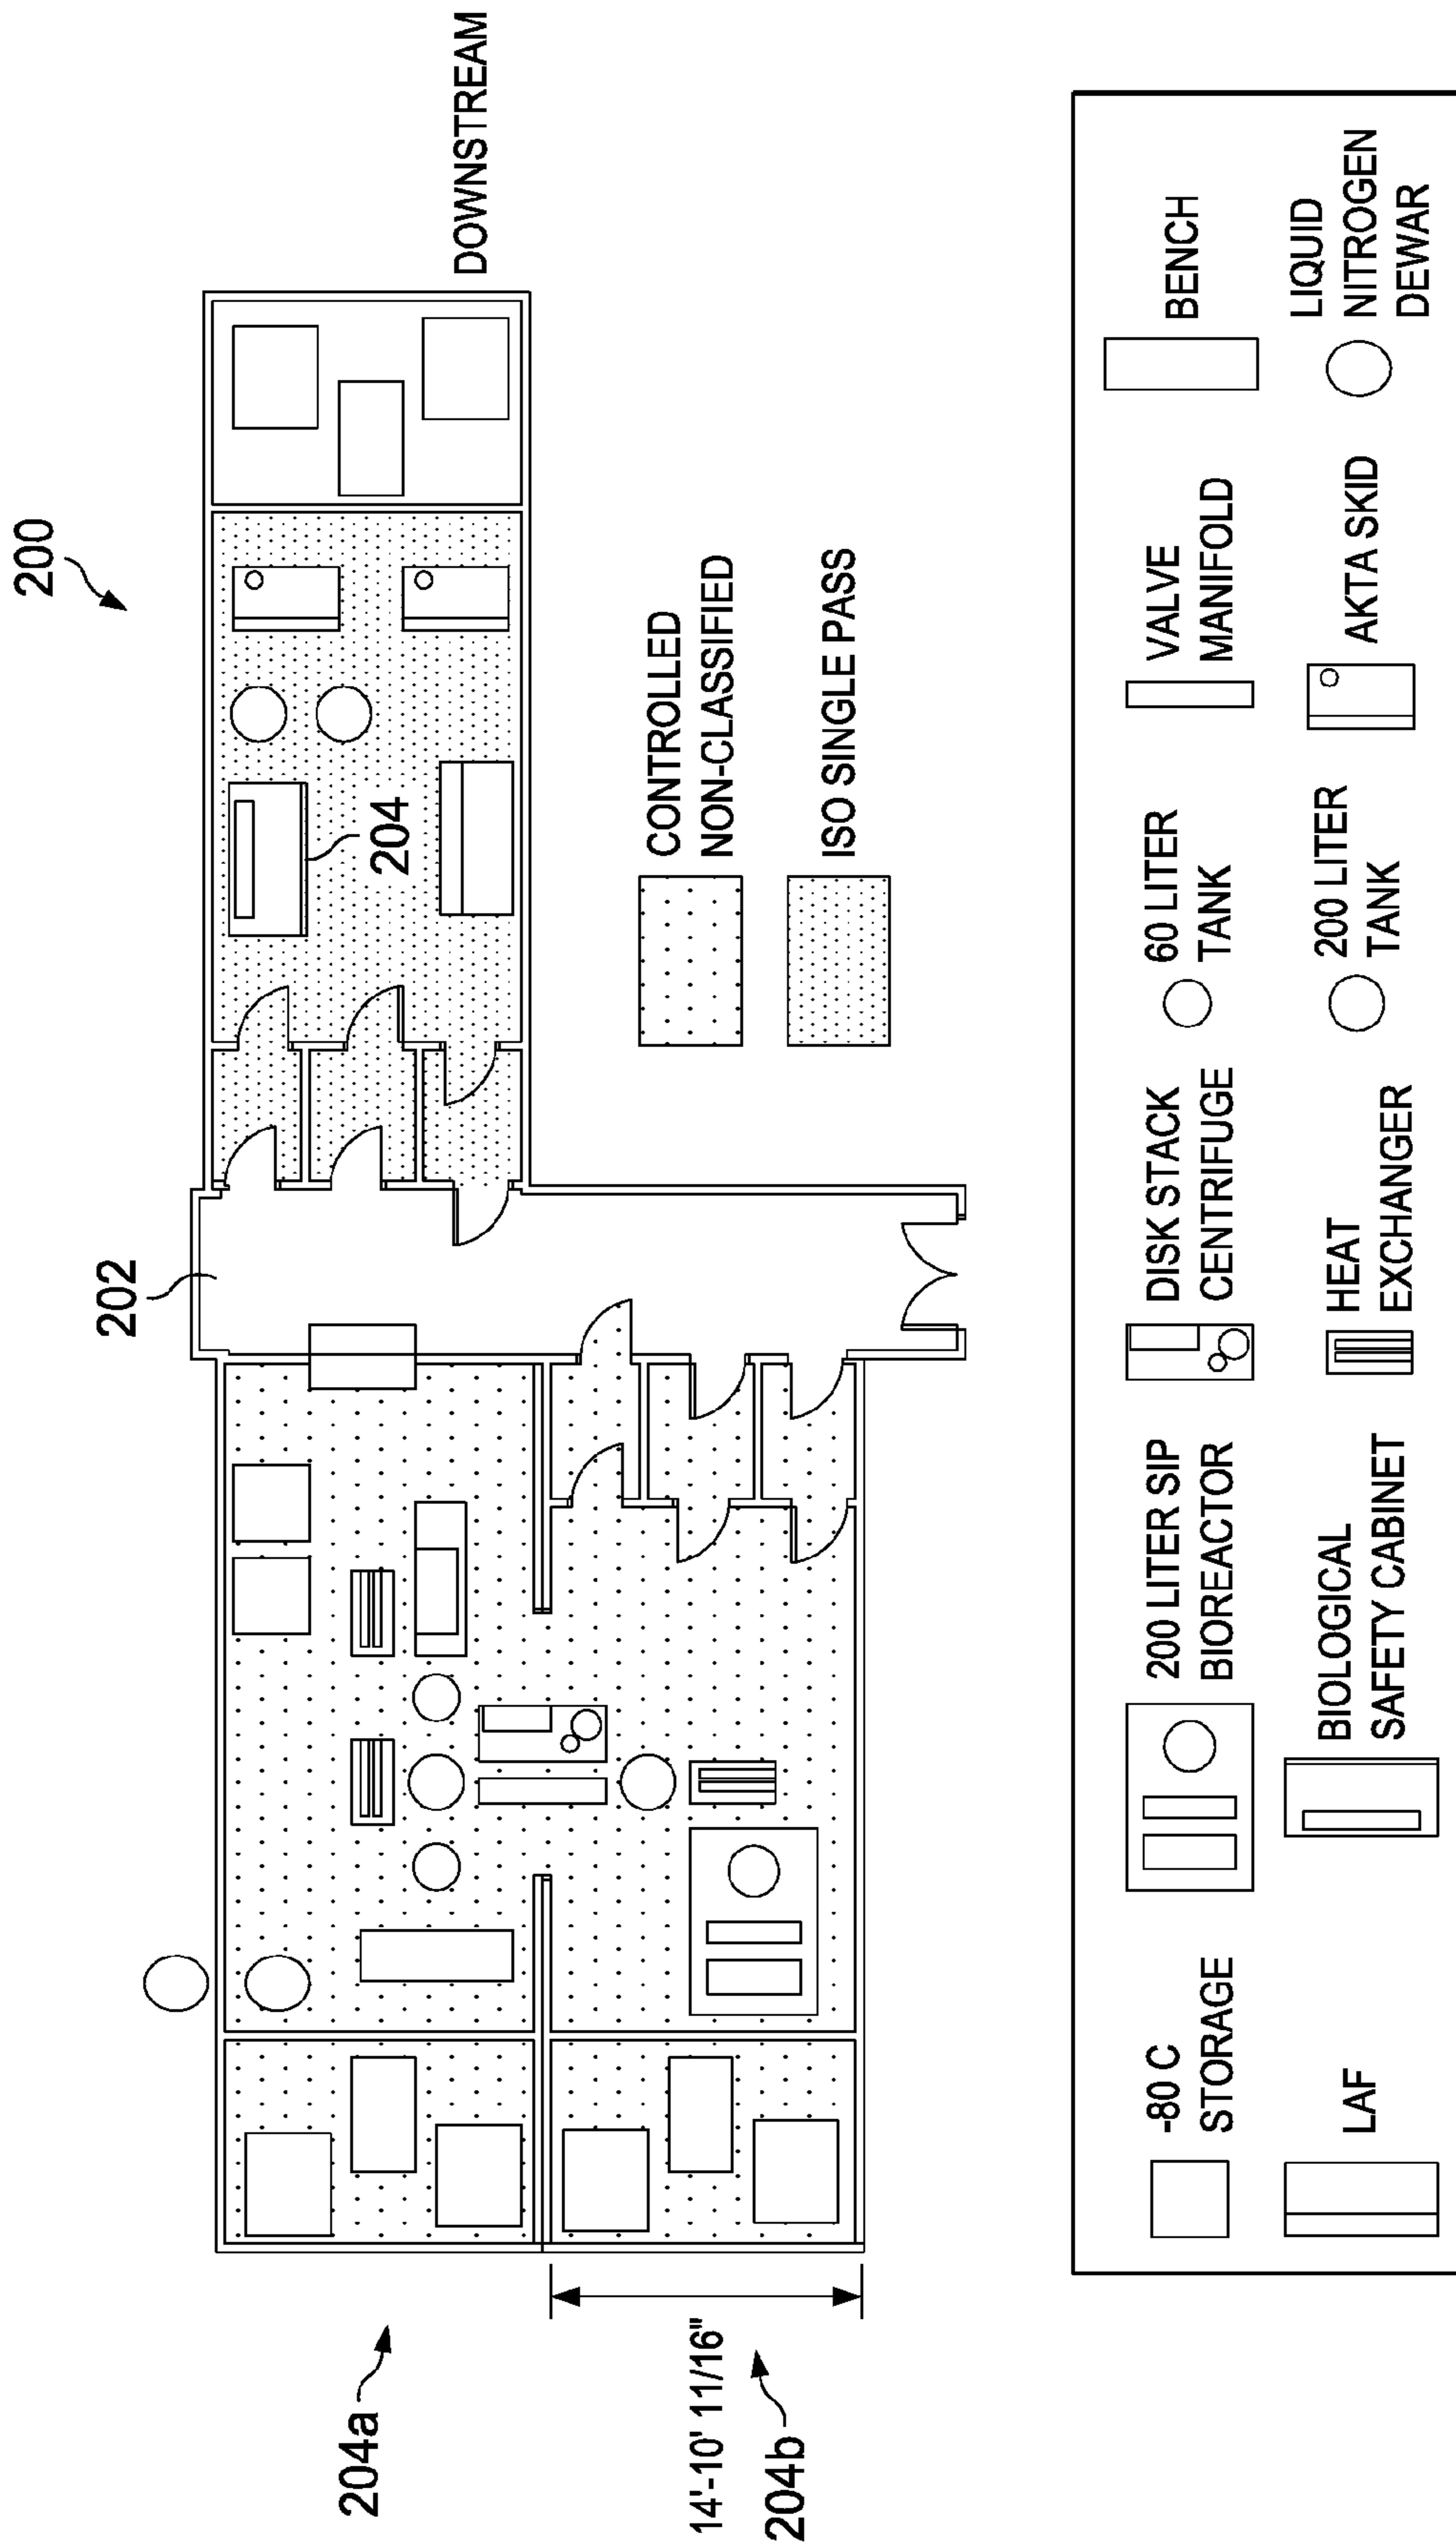 200
202
DOWNSTREAM
204
204a
14'-10' 11/16"
204b
CONTROLLED
NON-CLASSIFIED
ISO SINGLE PASS
-80 C
STORAGE
200 LITER SIP
BIOREACTOR
DISK STACK
CENTRIFUGE
60 LITER
TANK
VALVE
MANIFOLD
BENCH
LAF
BIOLOGICAL
SAFETY CABINET
HEAT
EXCHANGER
200 LITER
TANK
AKTA SKID
LIQUID
NITROGEN
DEWAR